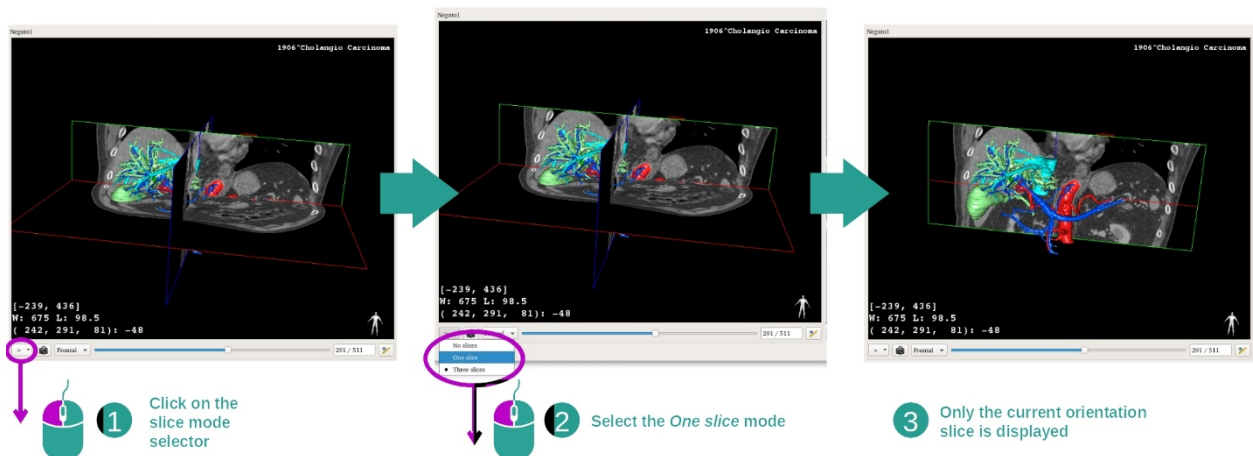 Negato1
1906^Cholangio Carcinoma
[-239, 436]
W: 675 L: 98.5
( 242, 291,  81): -48
Frontal
291 / 511
1
Click on the
slice mode
selector
Negato1
1906^Cholangio Carcinoma
[-239, 436]
W: 675 L: 98.5
( 242, 291,  81): -48
291 / 511
No slices
One slice
Three slices
2
Select the One slice mode
Negato1
1906^Cholangio Carcinoma
[-239, 436]
W: 675 L: 98.5
( 242, 291,  81): -48
Frontal
291 / 511
3
Only the current orientation
slice is displayed